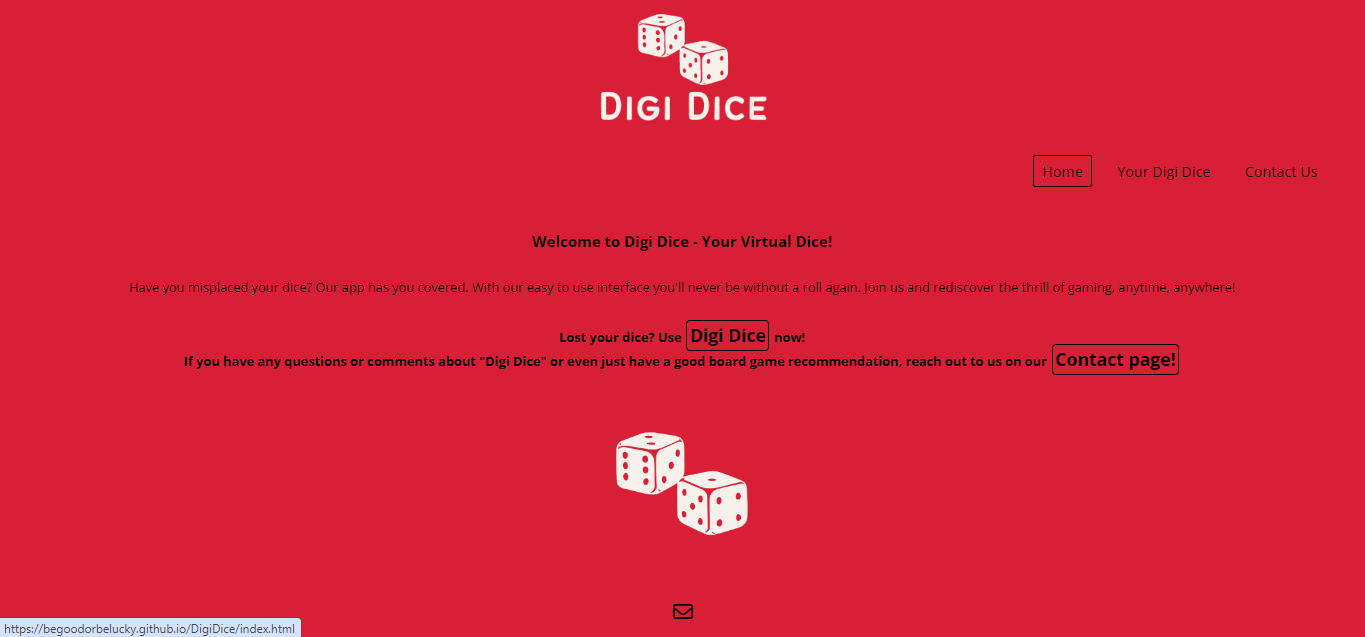 DIGI DICE
Home Your Digi Dice Contact Us
Welcome to Digi Dice - Your Virtual Dice!
Have you misplaced your dice? Our app has you covered. With our easy to use interface you'll never be without a roll again. Join us and rediscover the thrill of gaming, anytime, anywhere!
Lost your dice? Use Digi Dice now!
If you have any questions or comments about "Digi Dice" or even just have a good board game recommendation, reach out to us on our Contact page!
https://begoodorbelucky.github.io/DigiDice/index.html